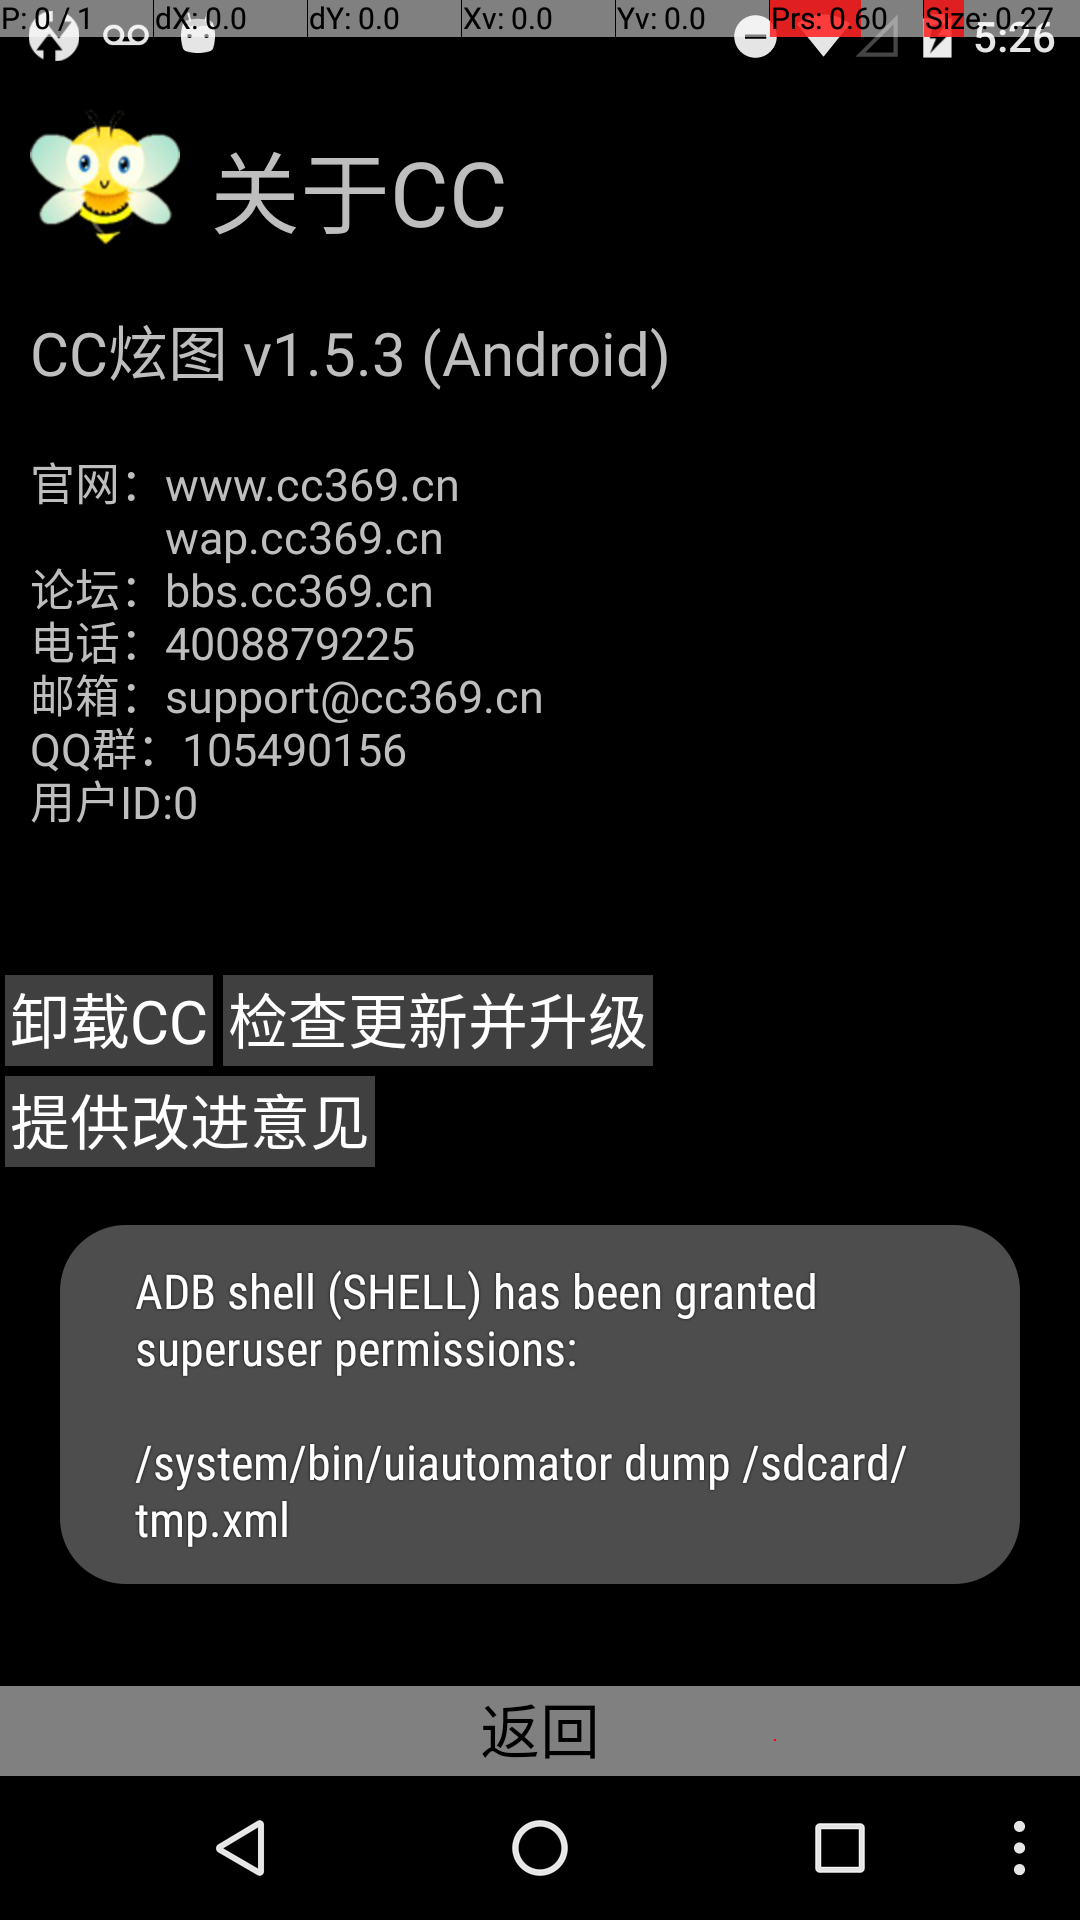 P: 0 / 1 dX: 0.0 dY: 0.0 Xv: 0.0 Yv: 0.0 Prs: 0.60 Size: 0.27
5:26
关于CC
CC炫图 v1.5.3 (Android)
官网：www.cc369.cn
wap.cc369.cn
论坛：bbs.cc369.cn
电话：4008879225
邮箱：support@cc369.cn
QQ群：105490156
用户ID:0
卸载CC 检查更新并升级
提供改进意见
ADB shell (SHELL) has been granted
superuser permissions:
/system/bin/uiautomator dump /sdcard/
tmp.xml
返回